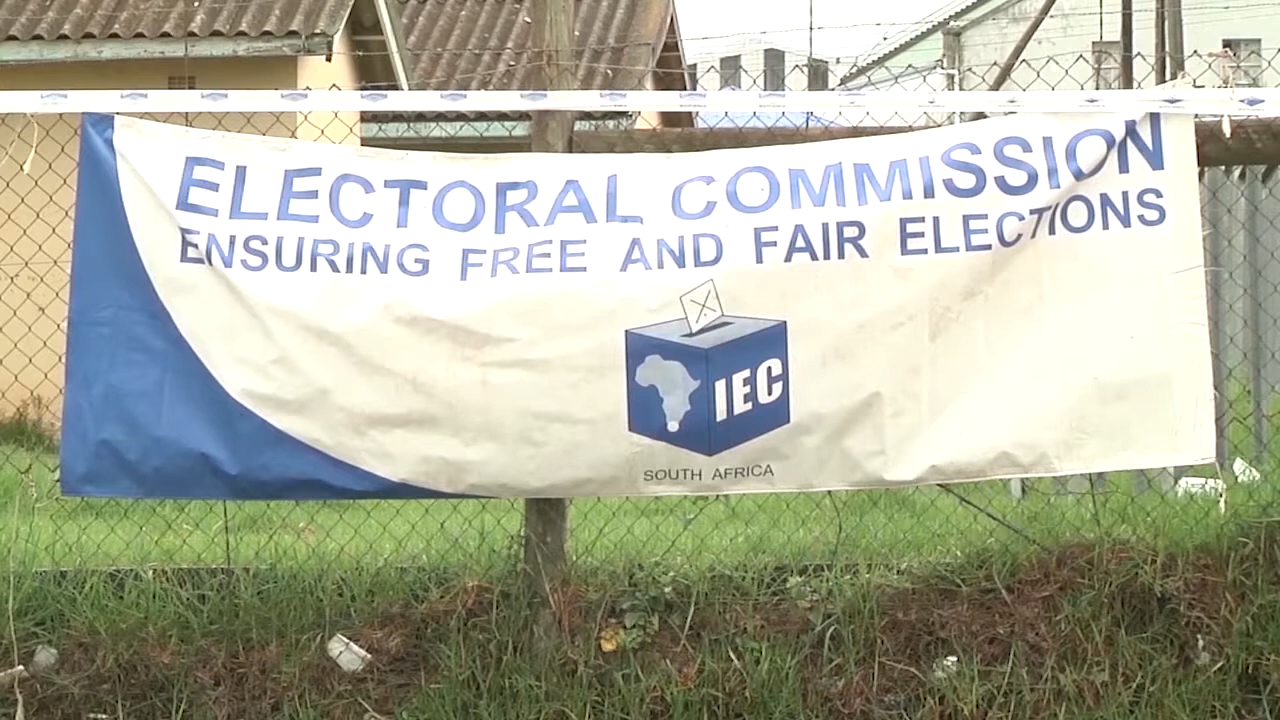 ELECTORAL COMMISSION
ENSURING FREE AND FAIR ELECTIONS
IEC
SOUTH AFRICA